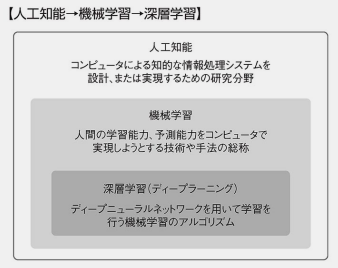 【人工知能→機械学習→深層学習】
人工知能
コンピュータによる知的な情報処理システムを
設計、または実現するための研究分野
機械学習
人間の学習能力、予測能力をコンピュータで
実現しようとする技術や手法の総称
深層学習（ディープラーニング）
ディープニューラルネットワークを用いて学習を
行う機械学習のアルゴリズム